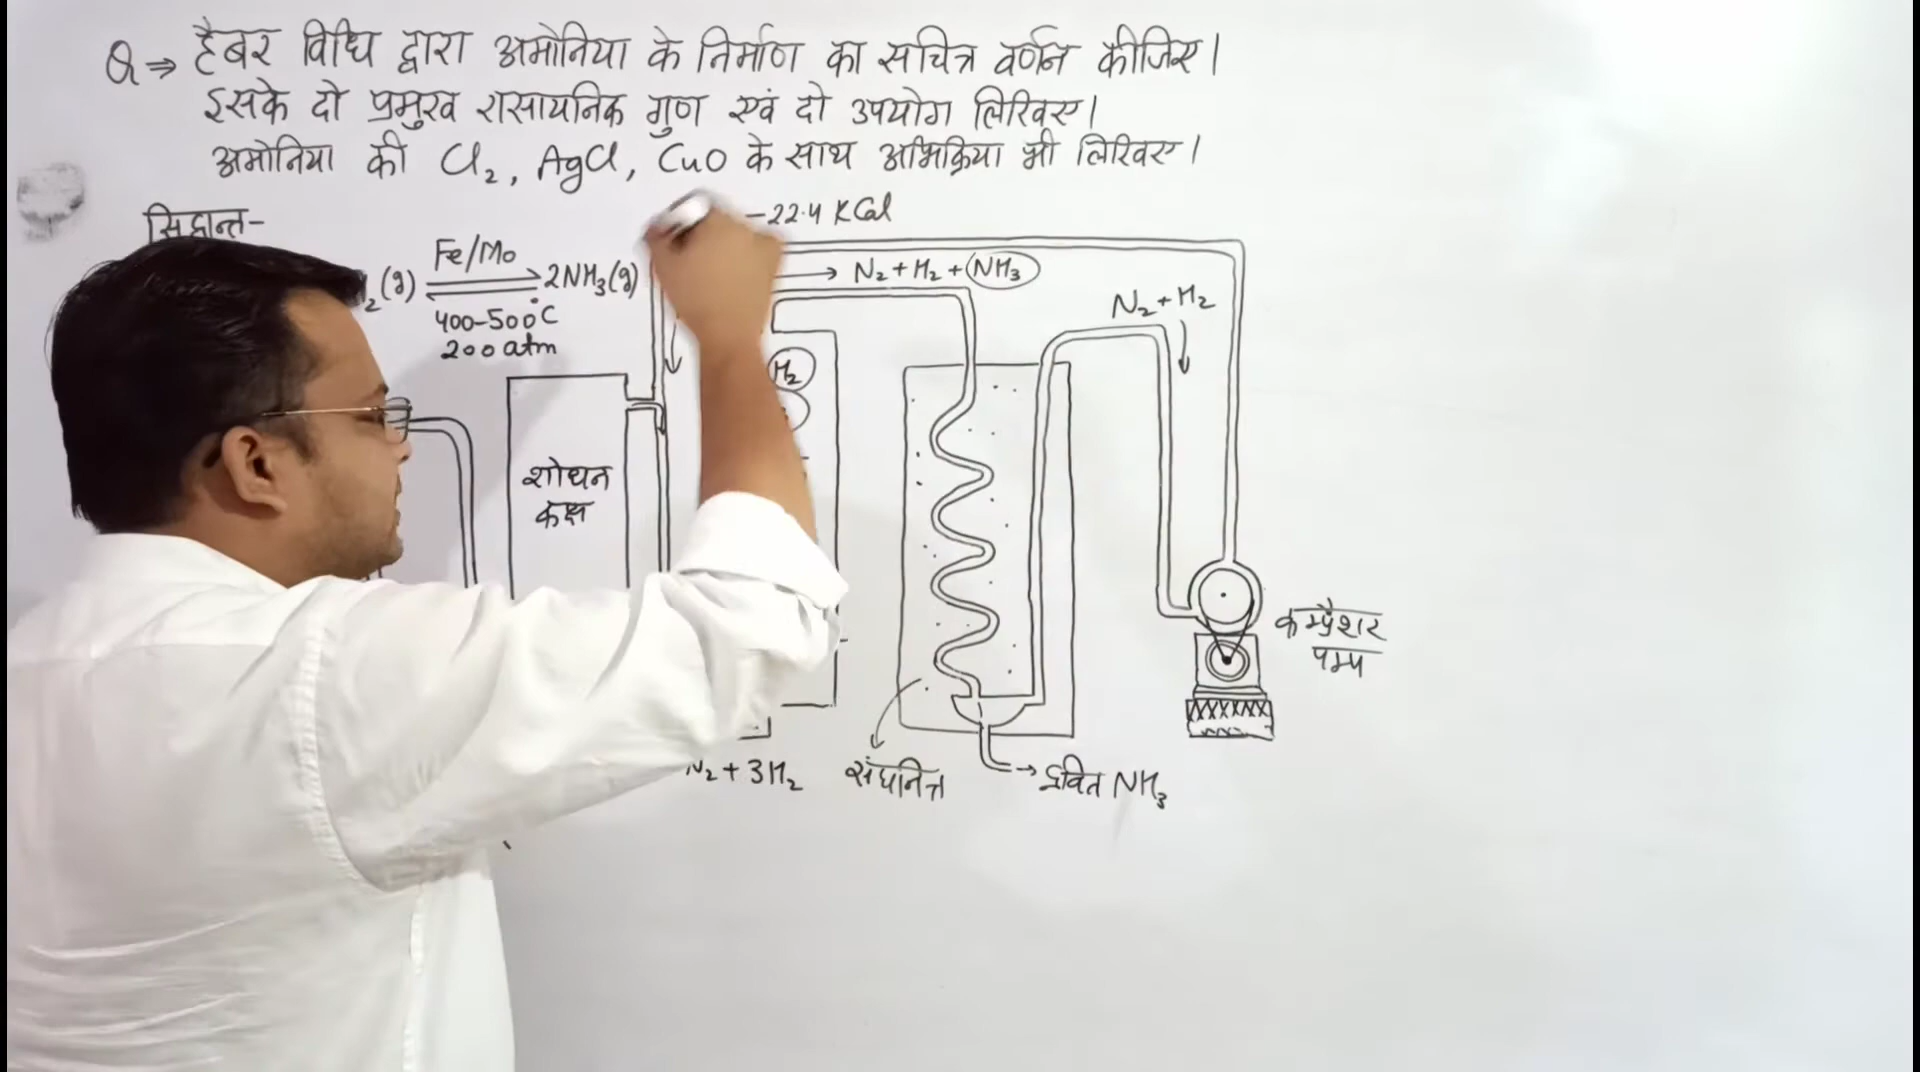 Q ⇒ हैबर विधि द्वारा अमोनिया के निर्माण का सचित्र वर्णन कीजिए।
इसके दो प्रमुख रासायनिक गुण एवं दो उपयोग लिखिए।
अमोनिया की Cl₂, AgCl, CuO के साथ अभिक्रिया भी लिखिए।
सिद्धान्त-
-22.4 KCal
Fe/Mo
₂(g) ⇌ 2NH₃(g)
400-500°C
200 atm
→ N₂+H₂+NH₃
N₂+H₂
H₂
शोधन
कक्ष
कम्प्रैशर
पम्प
N₂+3H₂
संघनित्र
→ द्रवित NH₃